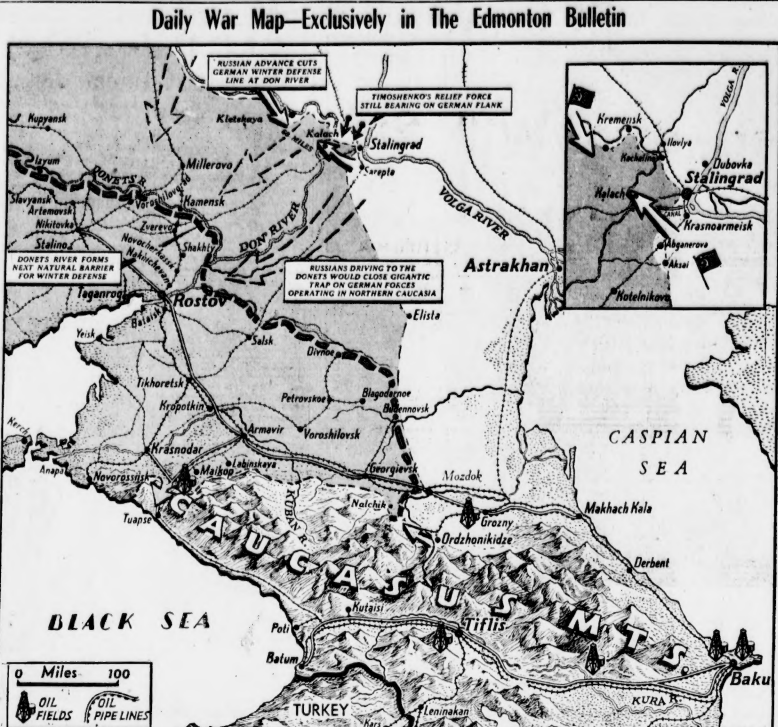 Daily War Map—Exclusively in The Edmonton Bulletin
RUSSIAN ADVANCE CUTS
GERMAN WINTER DEFENSE
LINE AT DON RIVER
TIMOSHENKO'S RELIEF FORCE
STILL BEARING ON GERMAN FLANK
Kupyansk
Kletskaya
Kalach
MILES
Stalingrad
Sarepta
Izyum
DONETS R.
Millerovo
Voroshilovgrad
Kamensk
Slavyansk
Artemovsk
Nikitovka
Zverevo
Stalino
Novocherkassk
Nakhichevan
Shakhty
DON RIVER
VOLGA RIVER
DONETS RIVER FORMS
NEXT NATURAL BARRIER
FOR WINTER DEFENSE
RUSSIANS DRIVING TO THE
DONETS WOULD CLOSE GIGANTIC
TRAP ON GERMAN FORCES
OPERATING IN NORTHERN CAUCASIA
Astrakhan
Taganrog
Rostov
Bataisk
Elista
Yeisk
Salsk
Divnoe
Tikhoretsk
Petrovskoe
Blagodarnoe
Budennovsk
Kropotkin
Armavir
Voroshilovsk
Kerch
Krasnodar
Anapa
Novorossiisk
Maikop
Labinskaya
Georgievsk
Mozdok
Tuapse
KUBAN R.
Nalchik
Grozny
Makhach Kala
Ordzhonikidze
Derbent
CAUCASUS MTS
CASPIAN
SEA
BLACK SEA
Kutaisi
Poti
Tiflis
Batum
Baku
KURA R.
TURKEY
Leninakan
Kars
0 Miles 100
OIL
FIELDS
OIL
PIPE LINES
VOLGA R.
Kremensk
Ilovlya
Kachalino
Dubovka
Kalach
Stalingrad
CANAL
Krasnoarmeisk
Abganerova
Aksai
Kotelnikovo